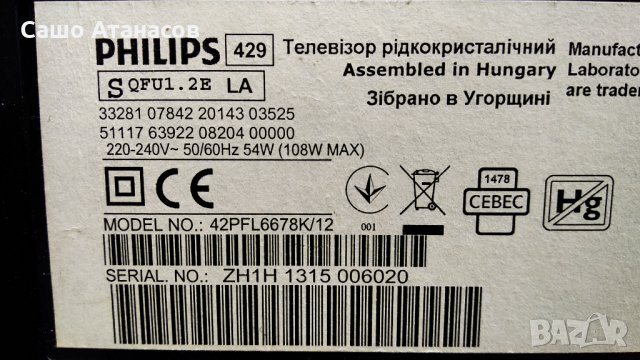 Сашо Атанасов
PHILIPS 429 Телевізор рідкокристалічний Manufact
S QFU1.2E LA Assembled in Hungary Laborato
Зібрано в Угорщині are trader
33281 07842 20143 03525
51117 63922 08204 00000
220-240V~ 50/60Hz 54W (108W MAX)
CE 001 1478 CEBEC Hg
MODEL NO.: 42PFL6678K/12
SERIAL NO.: ZH1H 1315 006020
BAZAR